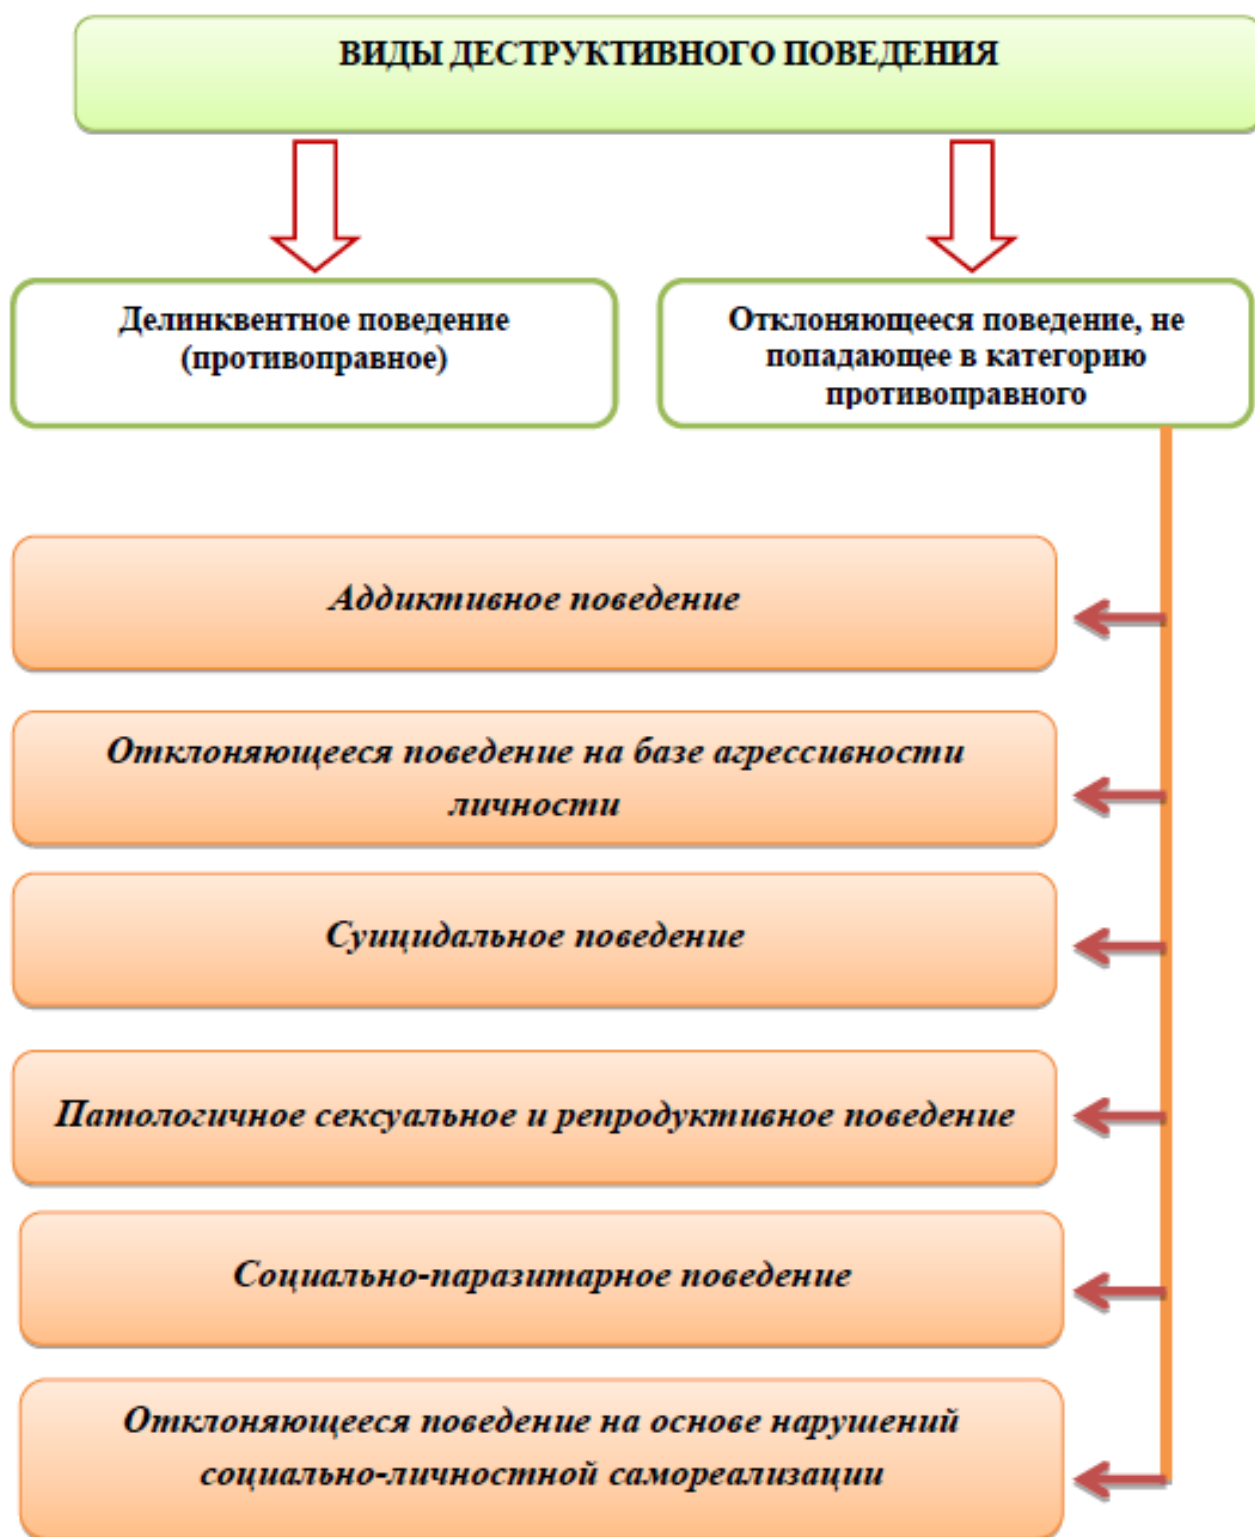 ВИДЫ ДЕСТРУКТИВНОГО ПОВЕДЕНИЯ
Делинквентное поведение
(противоправное)
Отклоняющееся поведение, не
попадающее в категорию
противоправного
Аддиктивное поведение
Отклоняющееся поведение на базе агрессивности
личности
Суицидальное поведение
Патологичное сексуальное и репродуктивное поведение
Социально-паразитарное поведение
Отклоняющееся поведение на основе нарушений
социально-личностной самореализации